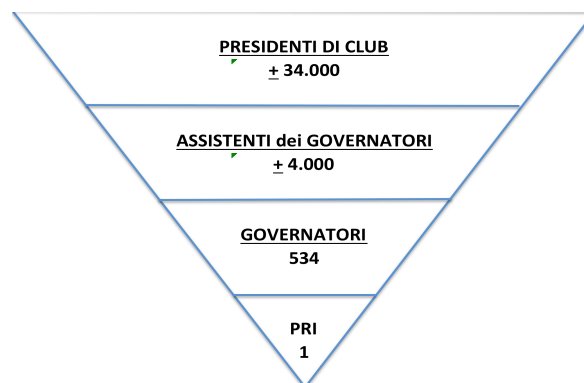 PRESIDENTI DI CLUB
± 34.000
ASSISTENTI dei GOVERNATORI
± 4.000
GOVERNATORI
534
PRI
1